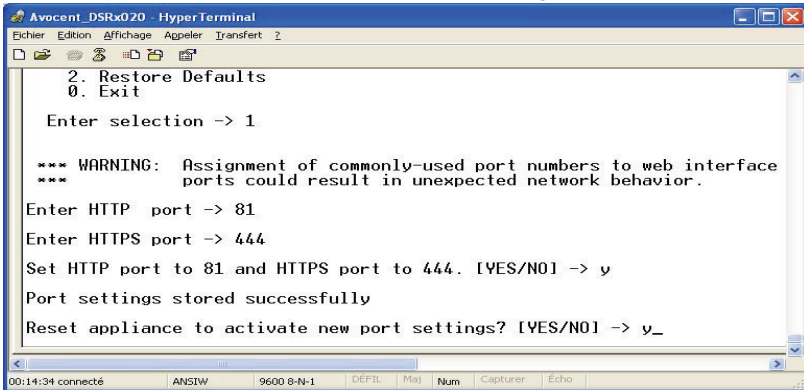 Avocent_DSRx020 - HyperTerminal
Fichier Edition Affichage Appeler Transfert ?
2. Restore Defaults
0. Exit
Enter selection -> 1
*** WARNING: Assignment of commonly-used port numbers to web interface
*** ports could result in unexpected network behavior.
Enter HTTP port -> 81
Enter HTTPS port -> 444
Set HTTP port to 81 and HTTPS port to 444. [YES/NO] -> y
Port settings stored successfully
Reset appliance to activate new port settings? [YES/NO] -> y_
00:14:34 connecté ANSIW 9600 8-N-1 DÉFIL Maj Num Capturer Écho